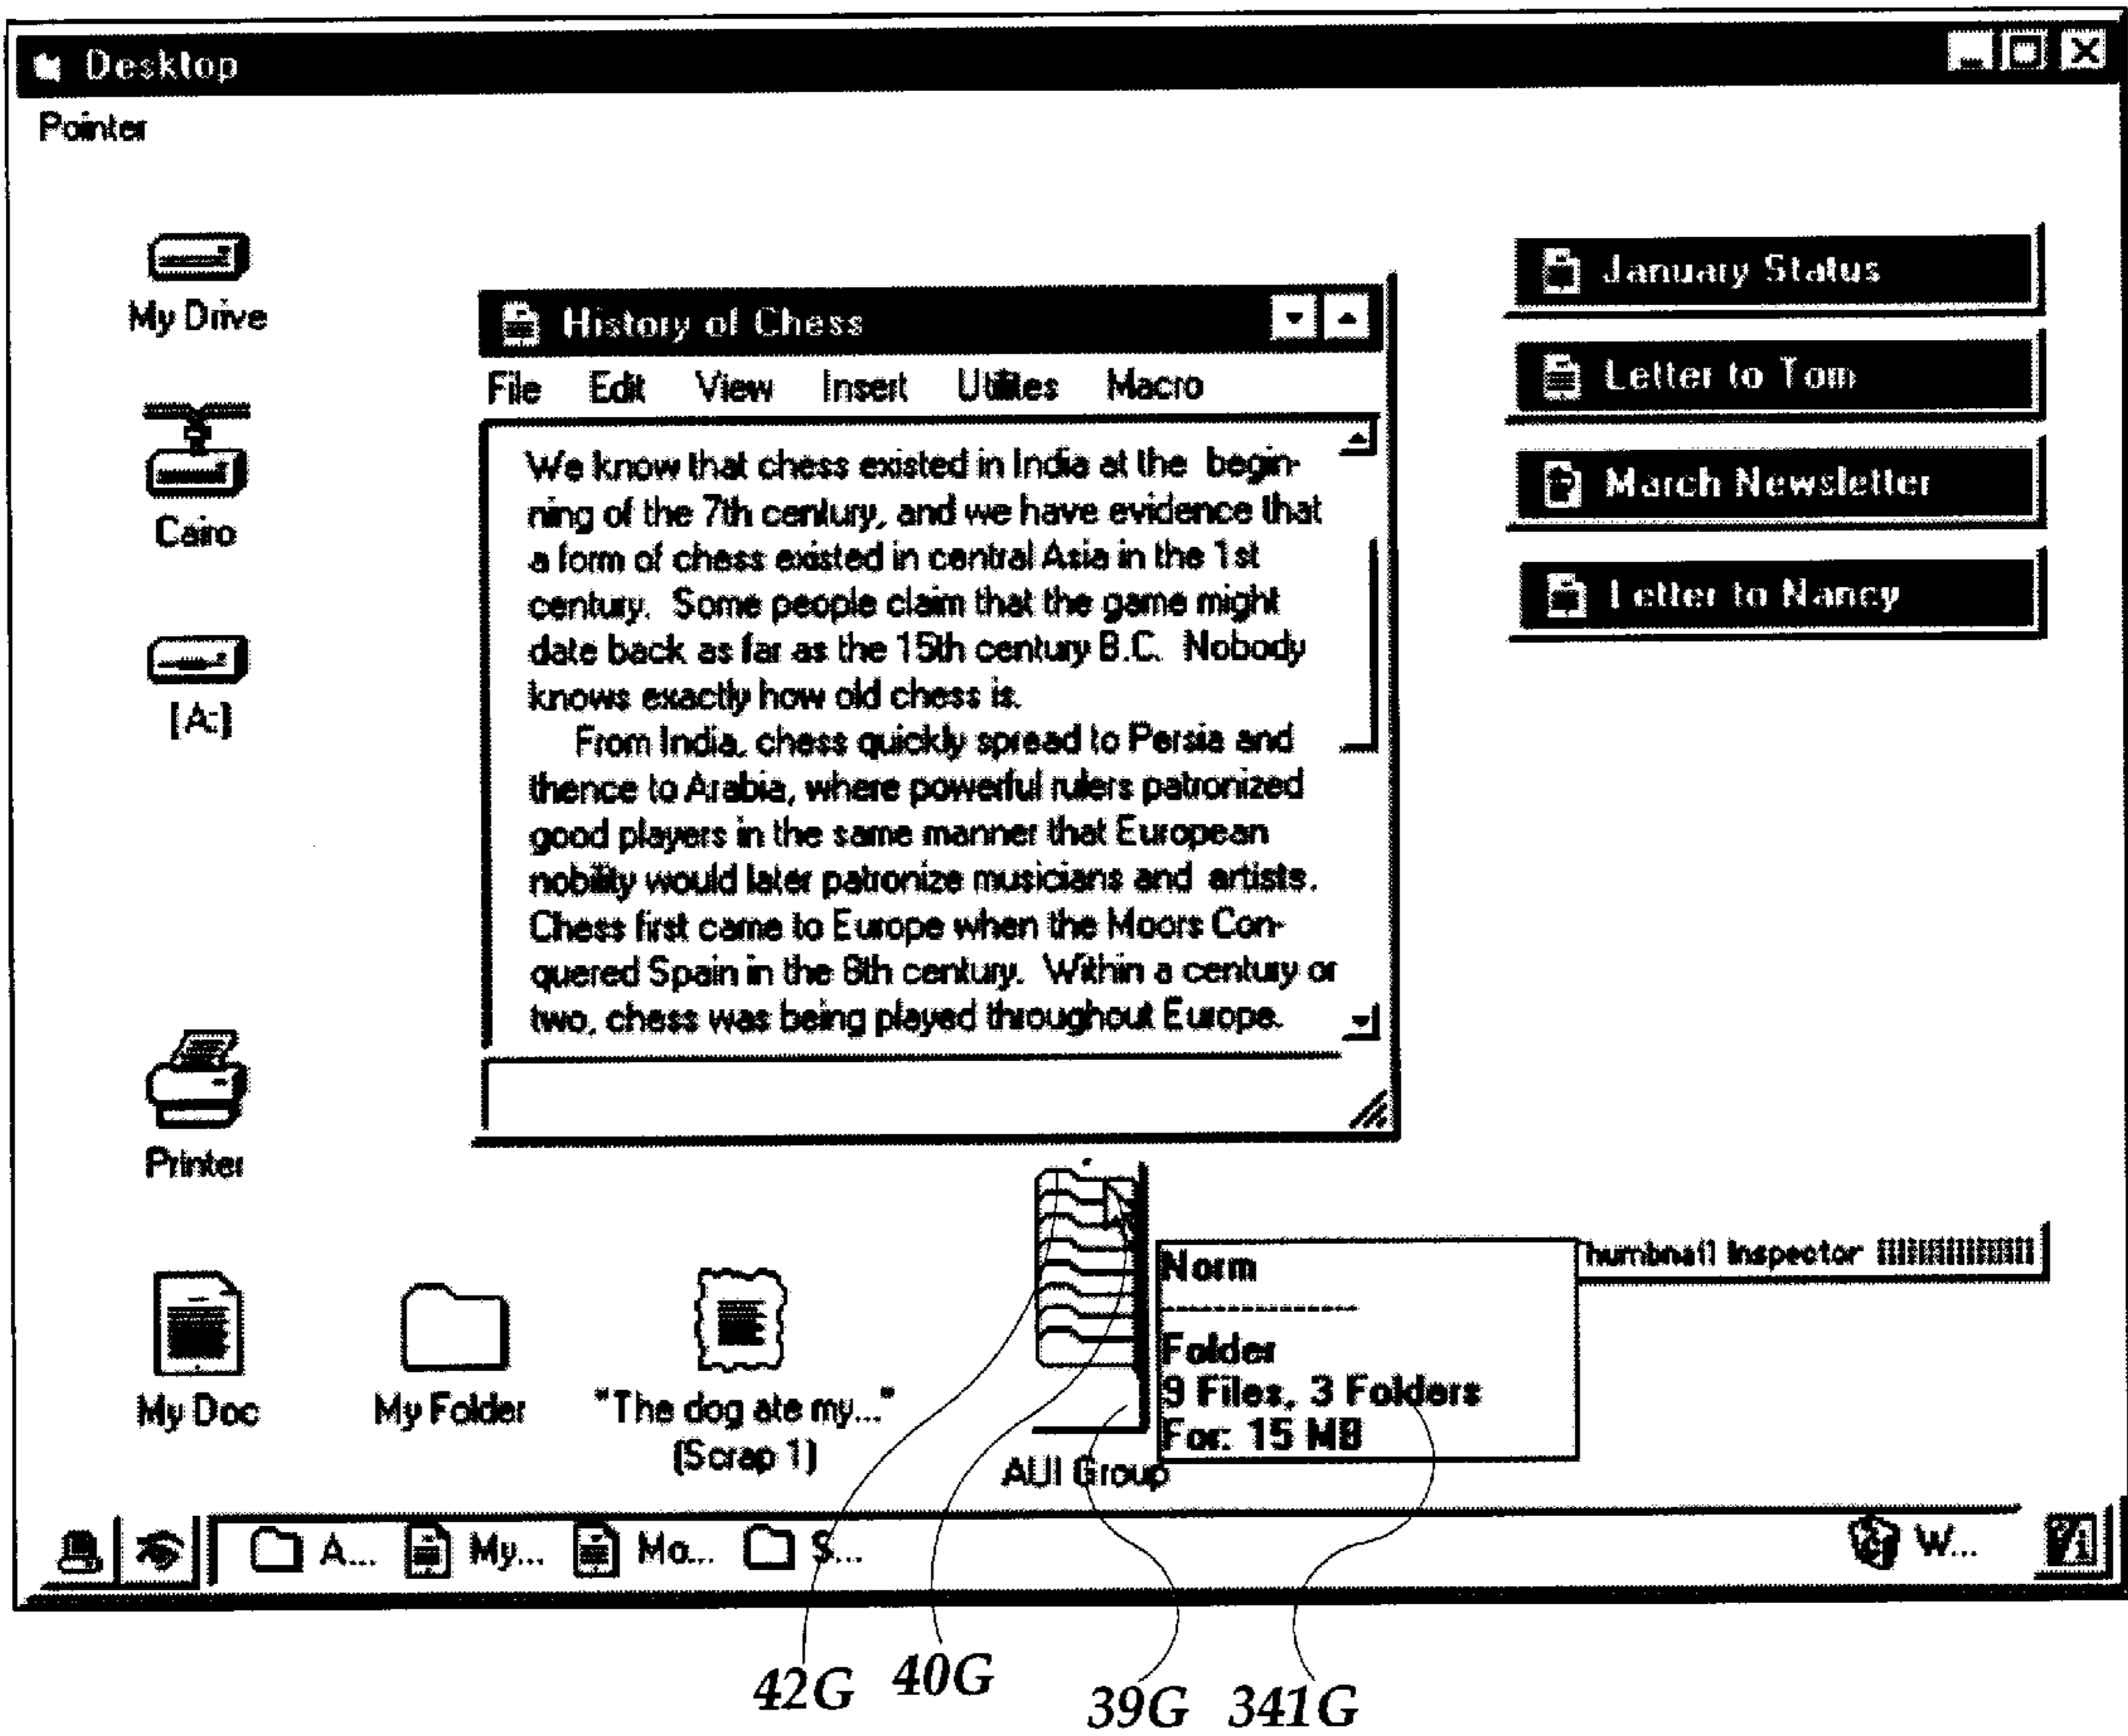 Desktop
Pointer
My Drive
Cairo
[A:]
Printer
My Doc
My Folder
"The dog ate my..."
(Scrap 1)
History of Chess
File Edit View Insert Utilities Macro
We know that chess existed in India at the begin-
ning of the 7th century, and we have evidence that
a form of chess existed in central Asia in the 1st
century. Some people claim that the game might
date back as far as the 15th century B.C. Nobody
knows exactly how old chess is.
From India, chess quickly spread to Persia and
thence to Arabia, where powerful rulers patronized
good players in the same manner that European
nobility would later patronize musicians and artists.
Chess first came to Europe when the Moors Con-
quered Spain in the 8th century. Within a century or
two, chess was being played throughout Europe.
January Status
Letter to Tom
March Newsletter
Letter to Nancy
humbnail Inspector
Norm
Folder
9 Files, 3 Folders
For: 15 MB
AUI Group
A... My... Mo... S... W...
42G 40G 39G 341G